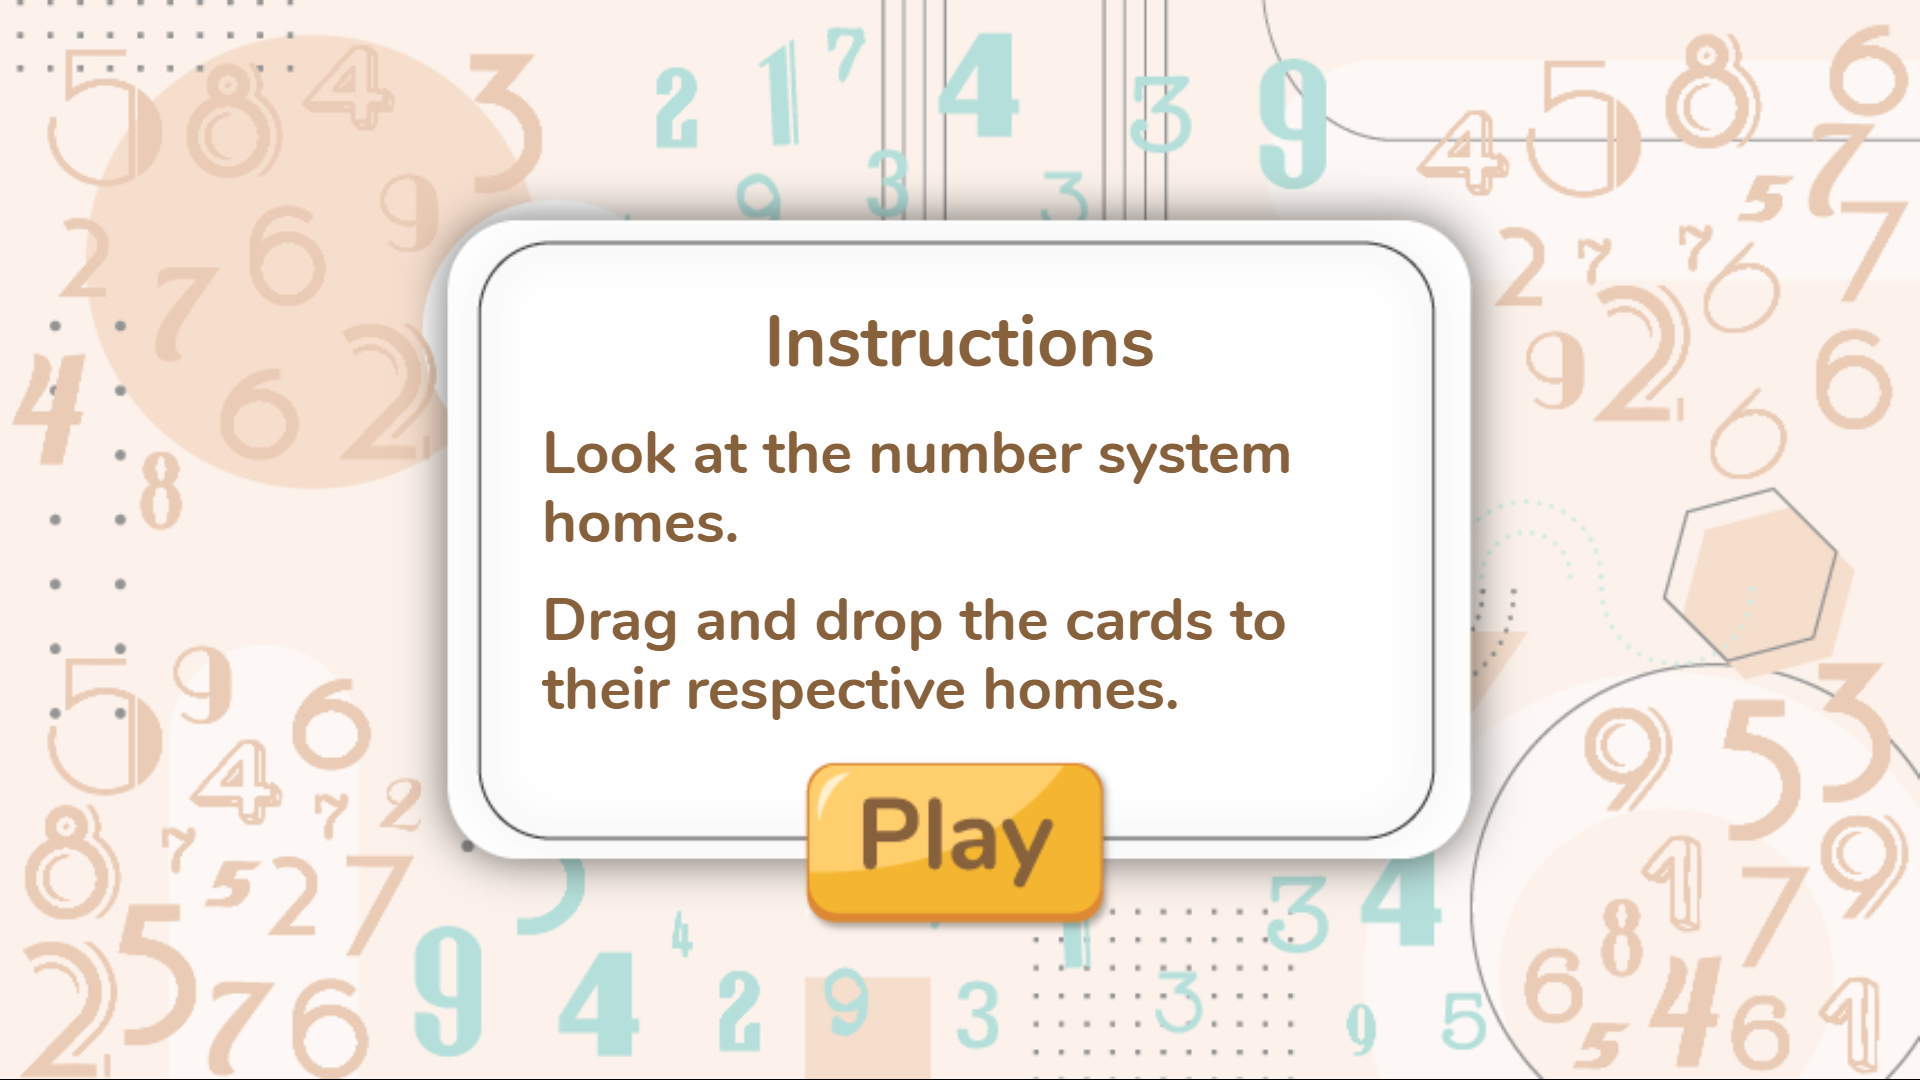 Instructions
Look at the number system
homes.
Drag and drop the cards to
their respective homes.
Play